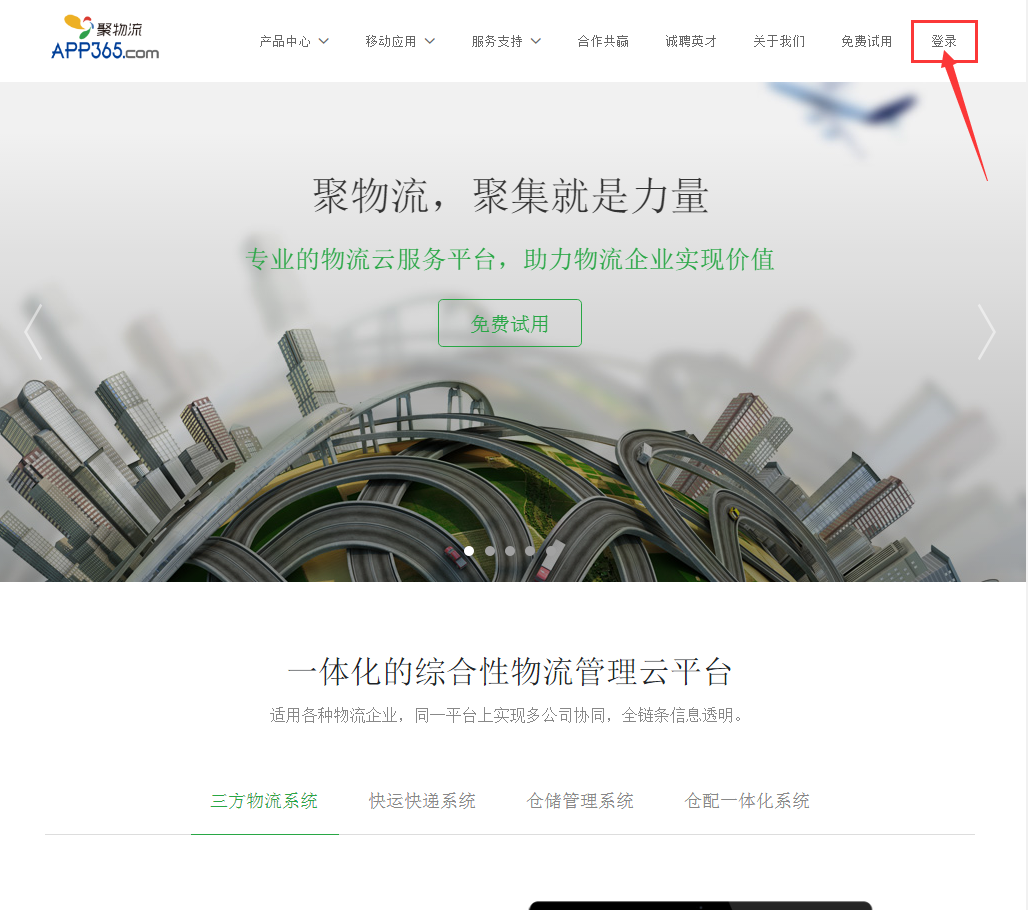 聚物流
APP365.com
产品中心 移动应用 服务支持 合作共赢 诚聘英才 关于我们 免费试用 登录
聚物流，聚集就是力量
专业的物流云服务平台，助力物流企业实现价值
免费试用
一体化的综合性物流管理云平台
适用各种物流企业，同一平台上实现多公司协同，全链条信息透明。
三方物流系统 快运快递系统 仓储管理系统 仓配一体化系统